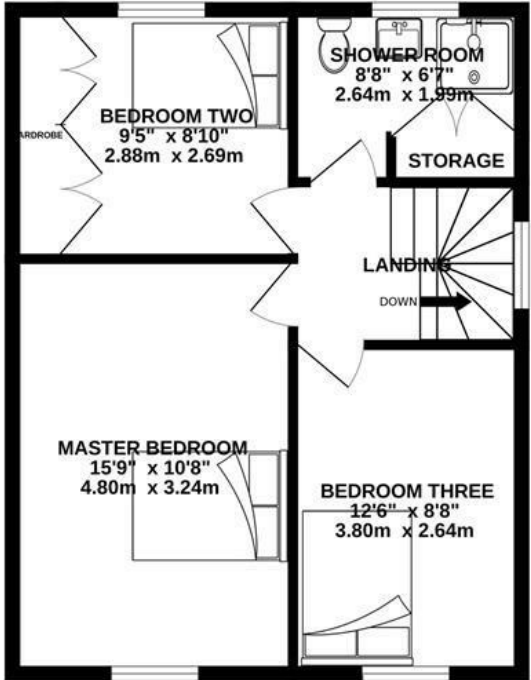 SHOWER ROOM
8'8" x 6'7"
2.64m x 1.99m
BEDROOM TWO
9'5" x 8'10"
2.88m x 2.69m
ARDROBE
STORAGE
LANDING
DOWN
MASTER BEDROOM
15'9" x 10'8"
4.80m x 3.24m
BEDROOM THREE
12'6" x 8'8"
3.80m x 2.64m